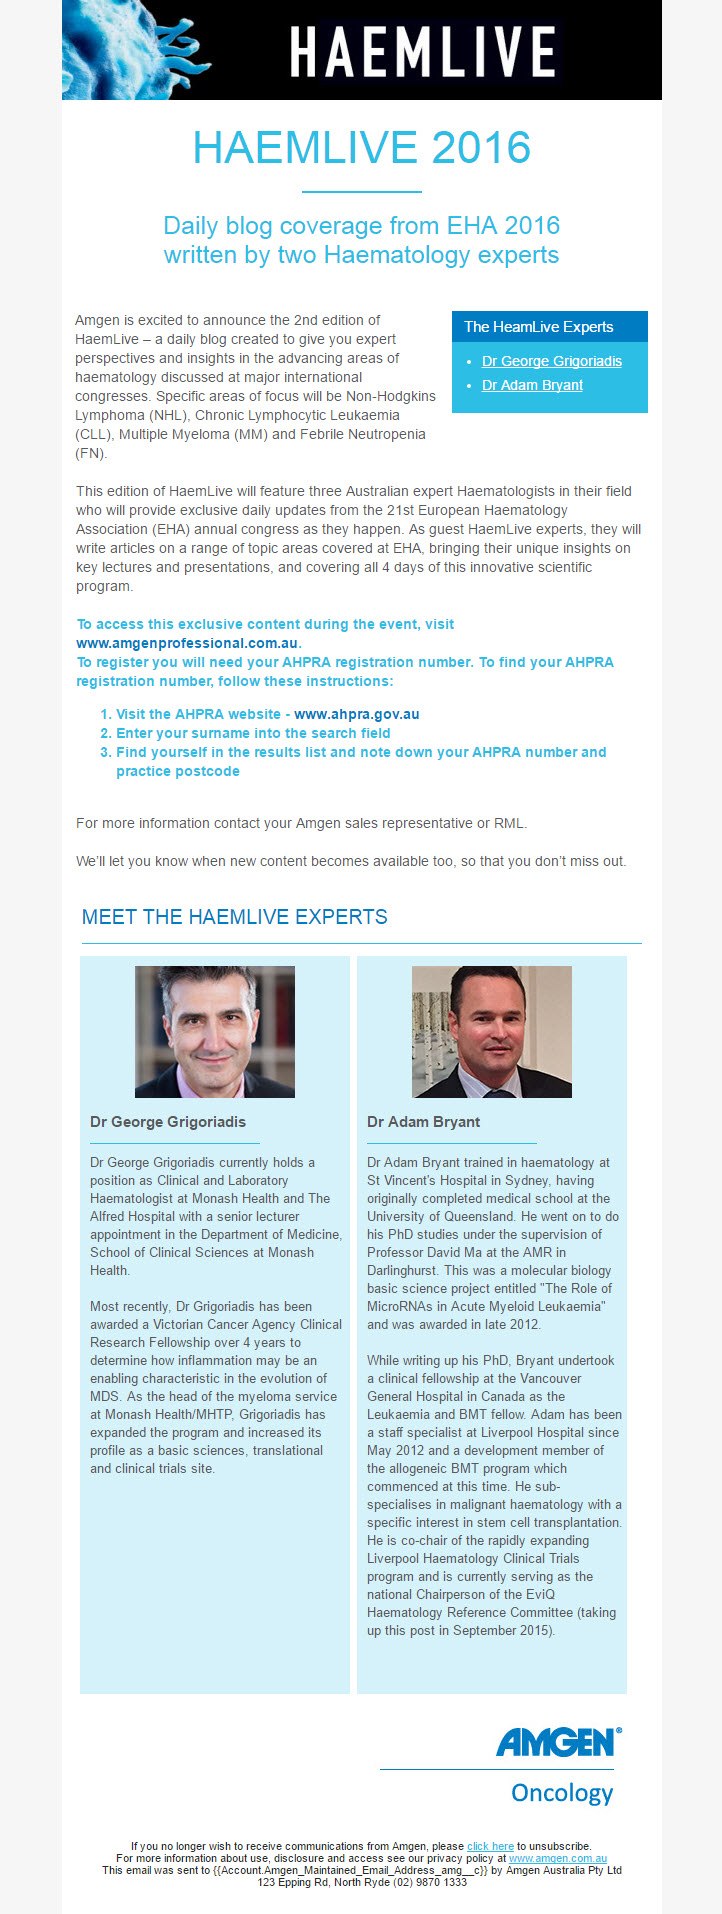 HAEMLIVE
HAEMLIVE 2016
Daily blog coverage from EHA 2016
written by two Haematology experts
Amgen is excited to announce the 2nd edition of
HaemLive – a daily blog created to give you expert
perspectives and insights in the advancing areas of
haematology discussed at major international
congresses. Specific areas of focus will be Non-Hodgkins
Lymphoma (NHL), Chronic Lymphocytic Leukaemia
(CLL), Multiple Myeloma (MM) and Febrile Neutropenia
(FN).
The HeamLive Experts
• Dr George Grigoriadis
• Dr Adam Bryant
This edition of HaemLive will feature three Australian expert Haematologists in their field
who will provide exclusive daily updates from the 21st European Haematology
Association (EHA) annual congress as they happen. As guest HaemLive experts, they will
write articles on a range of topic areas covered at EHA, bringing their unique insights on
key lectures and presentations, and covering all 4 days of this innovative scientific
program.
To access this exclusive content during the event, visit
www.amgenprofessional.com.au.
To register you will need your AHPRA registration number. To find your AHPRA
registration number, follow these instructions:
1. Visit the AHPRA website - www.ahpra.gov.au
2. Enter your surname into the search field
3. Find yourself in the results list and note down your AHPRA number and
practice postcode
For more information contact your Amgen sales representative or RML.
We'll let you know when new content becomes available too, so that you don't miss out.
MEET THE HAEMLIVE EXPERTS
Dr George Grigoriadis
Dr George Grigoriadis currently holds a
position as Clinical and Laboratory
Haematologist at Monash Health and The
Alfred Hospital with a senior lecturer
appointment in the Department of Medicine,
School of Clinical Sciences at Monash
Health.
Most recently, Dr Grigoriadis has been
awarded a Victorian Cancer Agency Clinical
Research Fellowship over 4 years to
determine how inflammation may be an
enabling characteristic in the evolution of
MDS. As the head of the myeloma service
at Monash Health/MHTP, Grigoriadis has
expanded the program and increased its
profile as a basic sciences, translational
and clinical trials site.
Dr Adam Bryant
Dr Adam Bryant trained in haematology at
St Vincent's Hospital in Sydney, having
originally completed medical school at the
University of Queensland. He went on to do
his PhD studies under the supervision of
Professor David Ma at the AMR in
Darlinghurst. This was a molecular biology
basic science project entitled "The Role of
MicroRNAs in Acute Myeloid Leukaemia"
and was awarded in late 2012.
While writing up his PhD, Bryant undertook
a clinical fellowship at the Vancouver
General Hospital in Canada as the
Leukaemia and BMT fellow. Adam has been
a staff specialist at Liverpool Hospital since
May 2012 and a development member of
the allogeneic BMT program which
commenced at this time. He sub-
specialises in malignant haematology with a
specific interest in stem cell transplantation.
He is co-chair of the rapidly expanding
Liverpool Haematology Clinical Trials
program and is currently serving as the
national Chairperson of the EviQ
Haematology Reference Committee (taking
up this post in September 2015).
AMGEN®
Oncology
If you no longer wish to receive communications from Amgen, please click here to unsubscribe.
For more information about use, disclosure and access see our privacy policy at www.amgen.com.au
This email was sent to {{Account.Amgen_Maintained_Email_Address_amg__c}} by Amgen Australia Pty Ltd
123 Epping Rd, North Ryde (02) 9870 1333